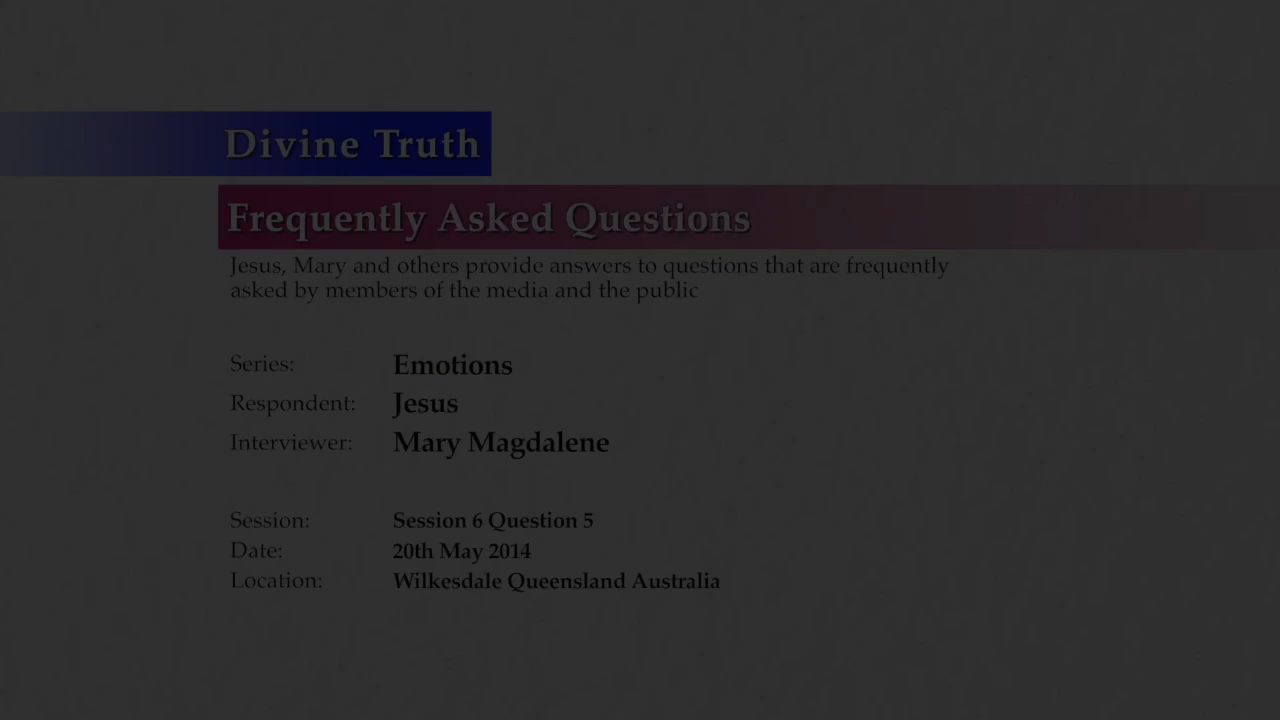 Divine Truth
Frequently Asked Questions
Jesus, Mary and others provide answers to questions that are frequently
asked by members of the media and the public
Series: Emotions
Respondent: Jesus
Interviewer: Mary Magdalene
Session: Session 6 Question 5
Date: 20th May 2014
Location: Wilkesdale Queensland Australia